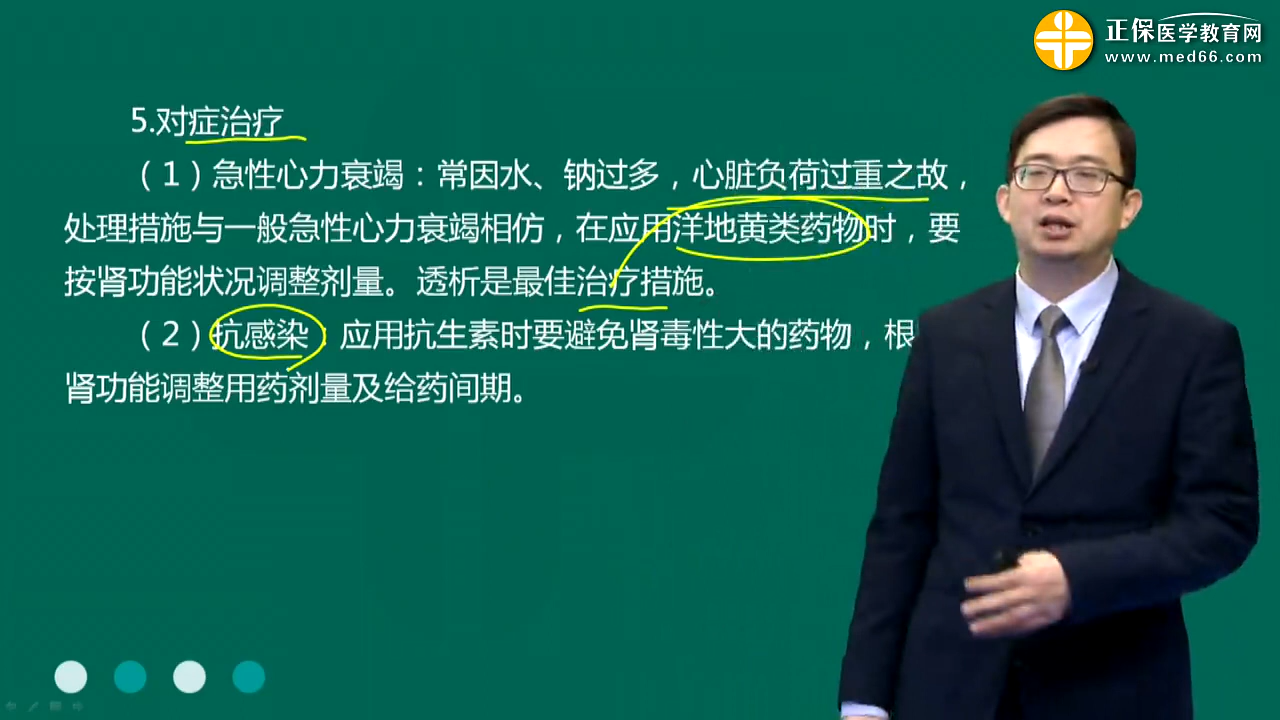 正保医学教育网
www.med66.com
5.对症治疗
（1）急性心力衰竭：常因水、钠过多，心脏负荷过重之故，
处理措施与一般急性心力衰竭相仿，在应用洋地黄类药物时，要
按肾功能状况调整剂量。透析是最佳治疗措施。
（2）抗感染：应用抗生素时要避免肾毒性大的药物，根
肾功能调整用药剂量及给药间期。